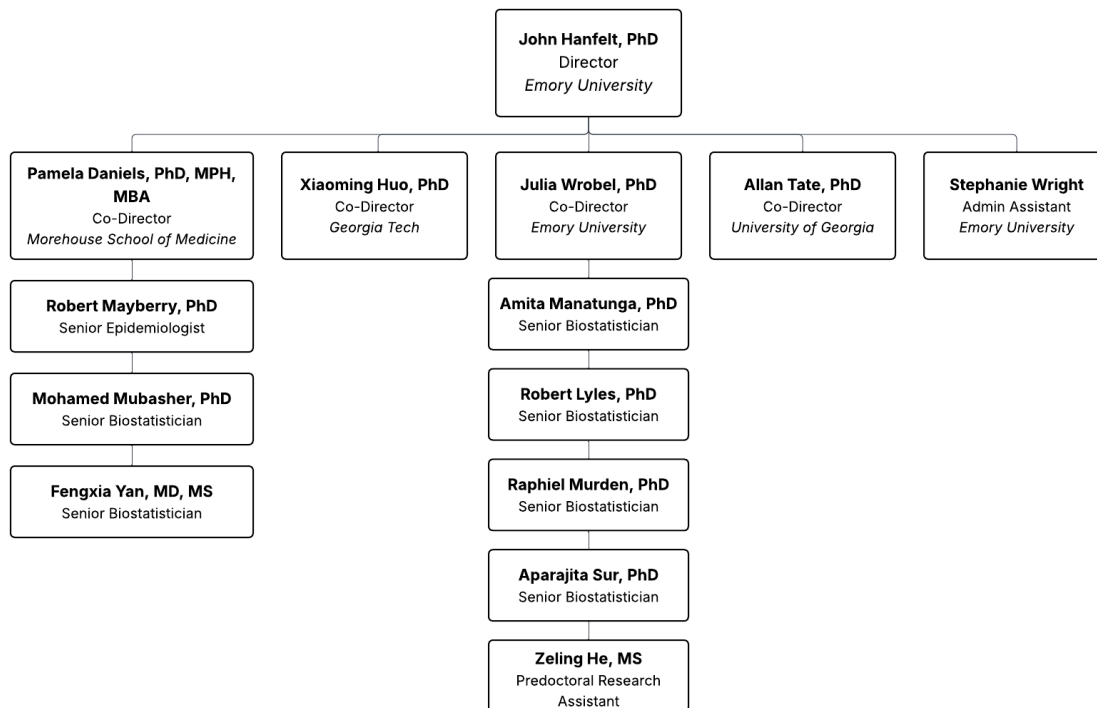 John Hanfelt, PhD
Director
Emory University
Pamela Daniels, PhD, MPH,
MBA
Co-Director
Morehouse School of Medicine
Xiaoming Huo, PhD
Co-Director
Georgia Tech
Julia Wrobel, PhD
Co-Director
Emory University
Allan Tate, PhD
Co-Director
University of Georgia
Stephanie Wright
Admin Assistant
Emory University
Robert Mayberry, PhD
Senior Epidemiologist
Mohamed Mubasher, PhD
Senior Biostatistician
Fengxia Yan, MD, MS
Senior Biostatistician
Amita Manatunga, PhD
Senior Biostatistician
Robert Lyles, PhD
Senior Biostatistician
Raphiel Murden, PhD
Senior Biostatistician
Aparajita Sur, PhD
Senior Biostatistician
Zeling He, MS
Predoctoral Research
Assistant